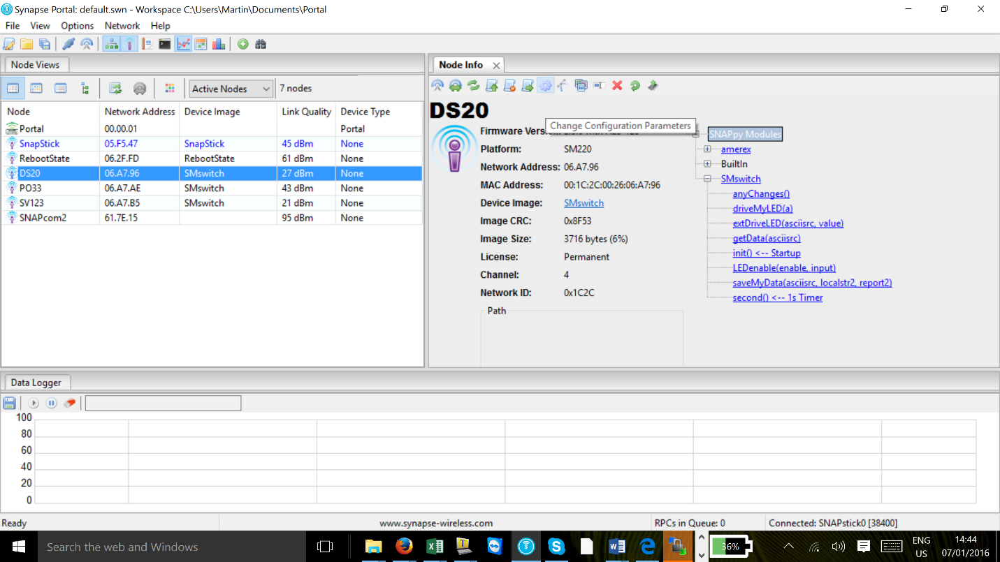 Synapse Portal: default.swn - Workspace C:\Users\Martin\Documents\Portal
File View Options Network Help
Node Views
Active Nodes 7 nodes
Node Network Address Device Image Link Quality Device Type
Portal 00.00.01 Portal
SnapStick 05.F5.47 SnapStick 45 dBm None
RebootState 06.2F.FD RebootState 61 dBm None
DS20 06.A7.96 SMswitch 27 dBm None
PO33 06.A7.AE SMswitch 43 dBm None
SV123 06.A7.B5 SMswitch 21 dBm None
SNAPcom2 61.7E.15 95 dBm None
Node Info
DS20
Change Configuration Parameters
Firmware Vers
Platform: SM220
Network Address: 06.A7.96
MAC Address: 00:1C:2C:00:26:06:A7:96
Device Image: SMswitch
Image CRC: 0x8F53
Image Size: 3716 bytes (6%)
License: Permanent
Channel: 4
Network ID: 0x1C2C
Path
SNAPpy Modules
amerex
BuiltIn
SMswitch
anyChanges()
driveMyLED(a)
extDriveLED(asciisrc, value)
getData(asciisrc)
init() <-- Startup
LEDenable(enable, input)
saveMyData(asciisrc, localstr2, report2)
second() <-- 1s Timer
Data Logger
100
80
60
40
20
0
Ready www.synapse-wireless.com RPCs in Queue: 0 Connected: SNAPstick0 [38400]
Search the web and Windows 36% ENG 14:44
US 07/01/2016